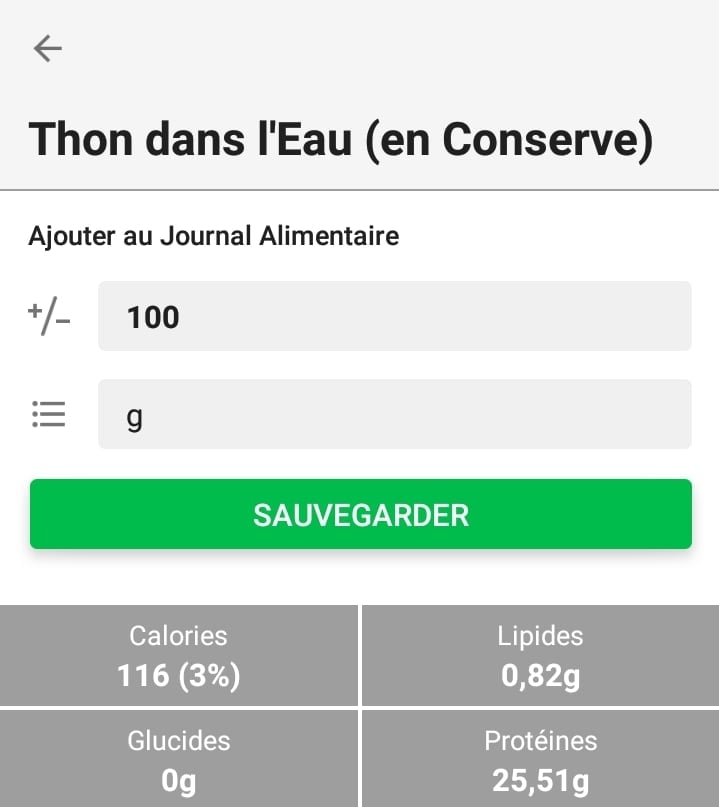 Thon dans l'Eau (en Conserve)
Ajouter au Journal Alimentaire
+/-
100
g
SAUVEGARDER
Calories
116 (3%)
Lipides
0,82g
Glucides
0g
Protéines
25,51g